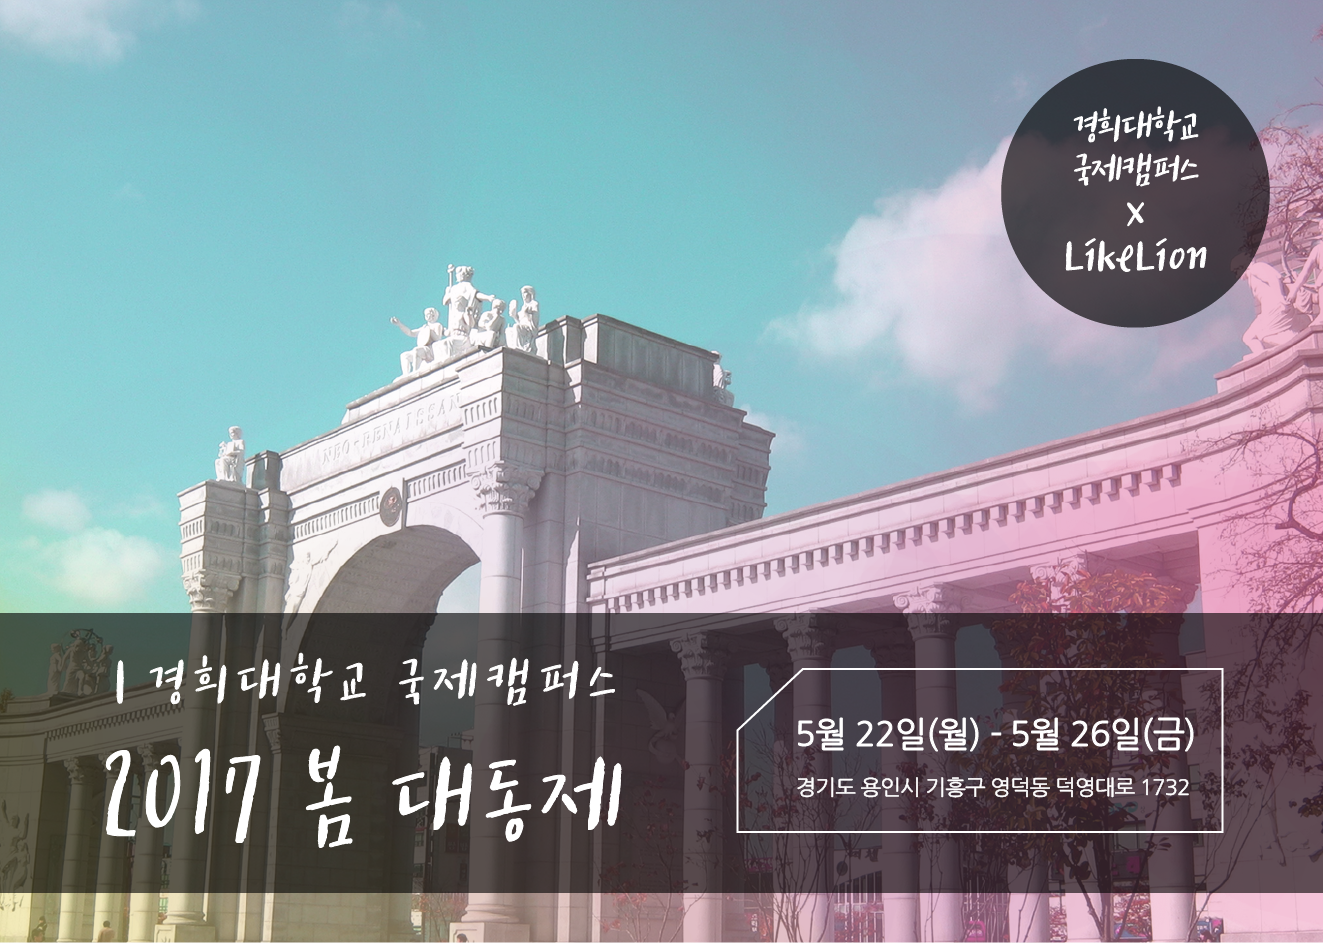 경희대학교
국제캠퍼스
X
LikeLion
NEO-RENAISSAN
| 경희대학교 국제캠퍼스
2017 봄 대동제
5월 22일(월) - 5월 26일(금)
경기도 용인시 기흥구 영덕동 덕영대로 1732